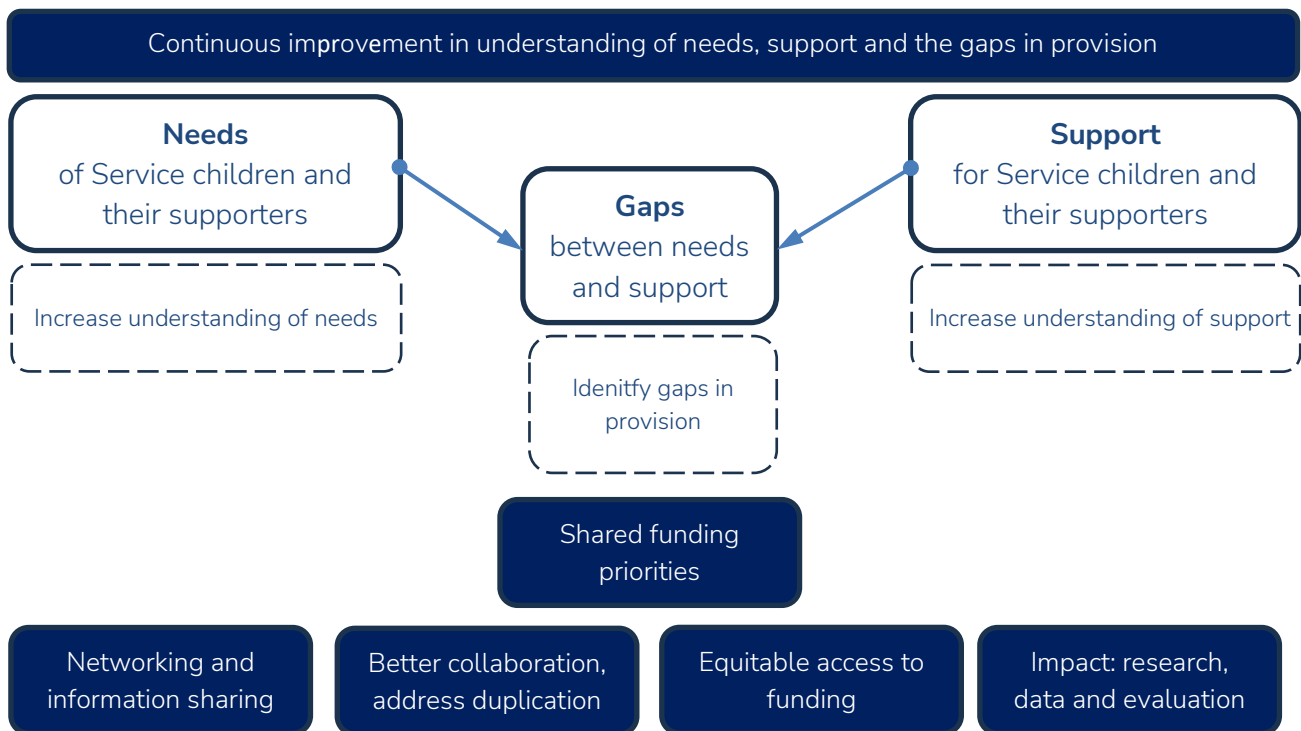 Continuous improvement in understanding of needs, support and the gaps in provision
Needs
of Service children and
their supporters
Support
for Service children and
their supporters
Gaps
between needs
and support
Increase understanding of needs
Increase understanding of support
Idenitfy gaps in
provision
Shared funding
priorities
Networking and
information sharing
Better collaboration,
address duplication
Equitable access to
funding
Impact: research,
data and evaluation